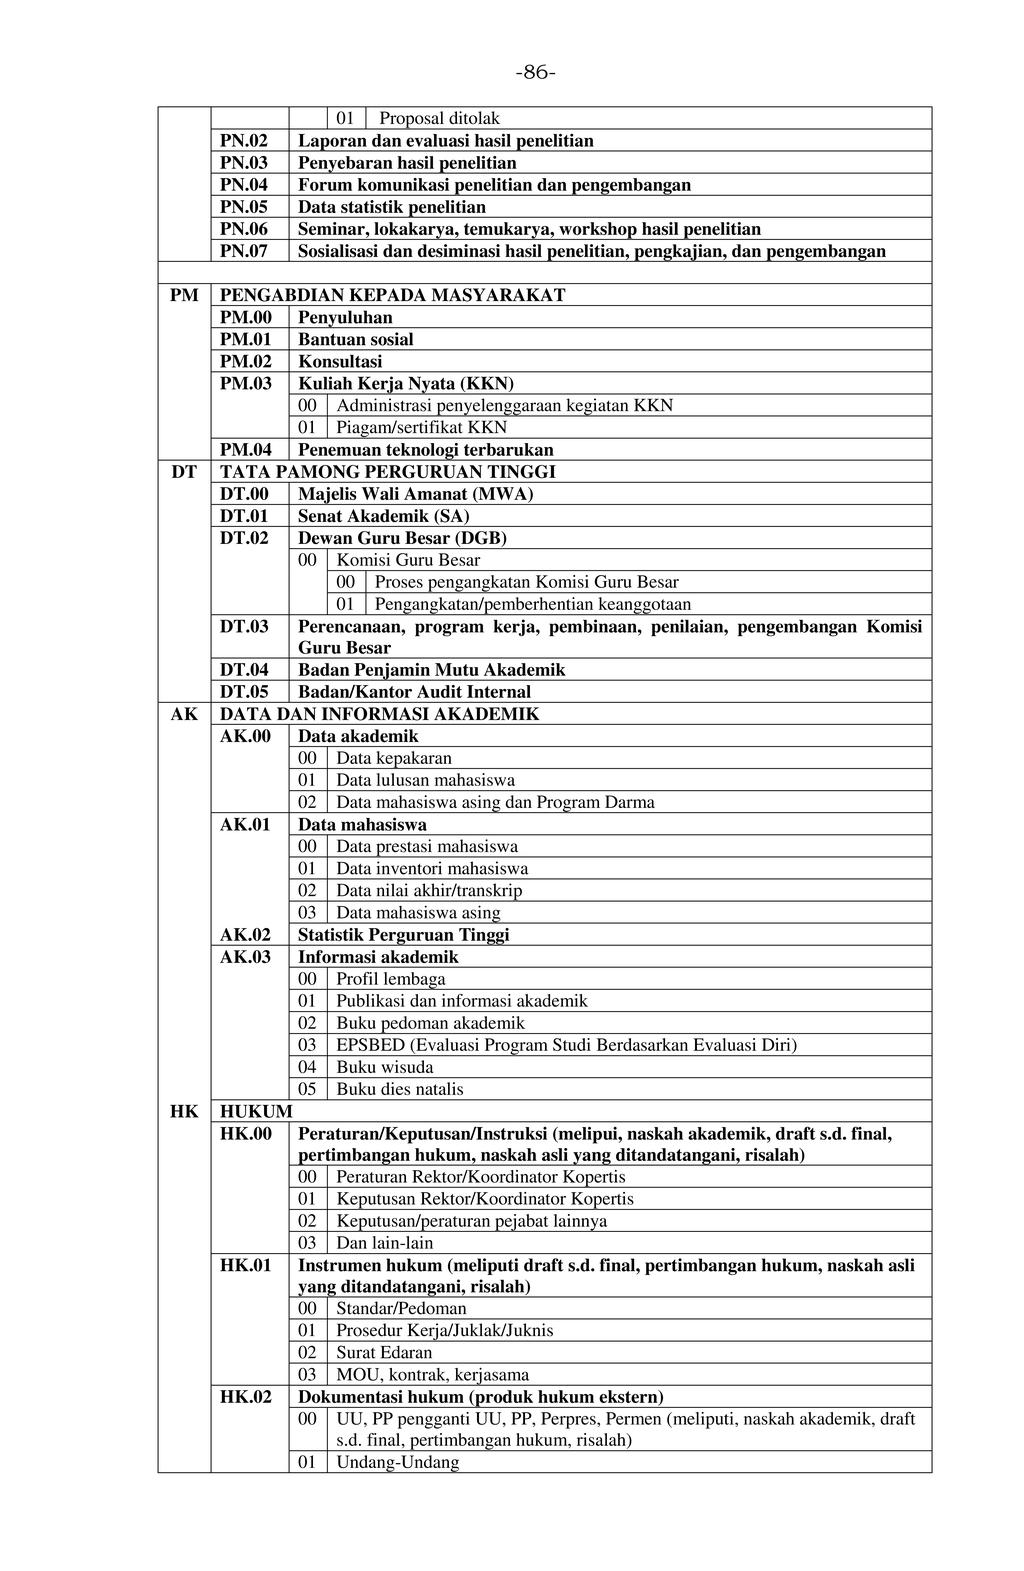 -86-
01 Proposal ditolak
PN.02 Laporan dan evaluasi hasil penelitian
PN.03 Penyebaran hasil penelitian
PN.04 Forum komunikasi penelitian dan pengembangan
PN.05 Data statistik penelitian
PN.06 Seminar, lokakarya, temukarya, workshop hasil penelitian
PN.07 Sosialisasi dan desiminasi hasil penelitian, pengkajian, dan pengembangan
PM PENGABDIAN KEPADA MASYARAKAT
PM.00 Penyuluhan
PM.01 Bantuan sosial
PM.02 Konsultasi
PM.03 Kuliah Kerja Nyata (KKN)
00 Administrasi penyelenggaraan kegiatan KKN
01 Piagam/sertifikat KKN
PM.04 Penemuan teknologi terbarukan
DT TATA PAMONG PERGURUAN TINGGI
DT.00 Majelis Wali Amanat (MWA)
DT.01 Senat Akademik (SA)
DT.02 Dewan Guru Besar (DGB)
00 Komisi Guru Besar
00 Proses pengangkatan Komisi Guru Besar
01 Pengangkatan/pemberhentian keanggotaan
DT.03 Perencanaan, program kerja, pembinaan, penilaian, pengembangan Komisi
Guru Besar
DT.04 Badan Penjamin Mutu Akademik
DT.05 Badan/Kantor Audit Internal
AK DATA DAN INFORMASI AKADEMIK
AK.00 Data akademik
00 Data kepakaran
01 Data lulusan mahasiswa
02 Data mahasiswa asing dan Program Darma
AK.01 Data mahasiswa
00 Data prestasi mahasiswa
01 Data inventori mahasiswa
02 Data nilai akhir/transkrip
03 Data mahasiswa asing
AK.02 Statistik Perguruan Tinggi
AK.03 Informasi akademik
00 Profil lembaga
01 Publikasi dan informasi akademik
02 Buku pedoman akademik
03 EPSBED (Evaluasi Program Studi Berdasarkan Evaluasi Diri)
04 Buku wisuda
05 Buku dies natalis
HK HUKUM
HK.00 Peraturan/Keputusan/Instruksi (melipui, naskah akademik, draft s.d. final,
pertimbangan hukum, naskah asli yang ditandatangani, risalah)
00 Peraturan Rektor/Koordinator Kopertis
01 Keputusan Rektor/Koordinator Kopertis
02 Keputusan/peraturan pejabat lainnya
03 Dan lain-lain
HK.01 Instrumen hukum (meliputi draft s.d. final, pertimbangan hukum, naskah asli
yang ditandatangani, risalah)
00 Standar/Pedoman
01 Prosedur Kerja/Juklak/Juknis
02 Surat Edaran
03 MOU, kontrak, kerjasama
HK.02 Dokumentasi hukum (produk hukum ekstern)
00 UU, PP pengganti UU, PP, Perpres, Permen (meliputi, naskah akademik, draft
s.d. final, pertimbangan hukum, risalah)
01 Undang-Undang